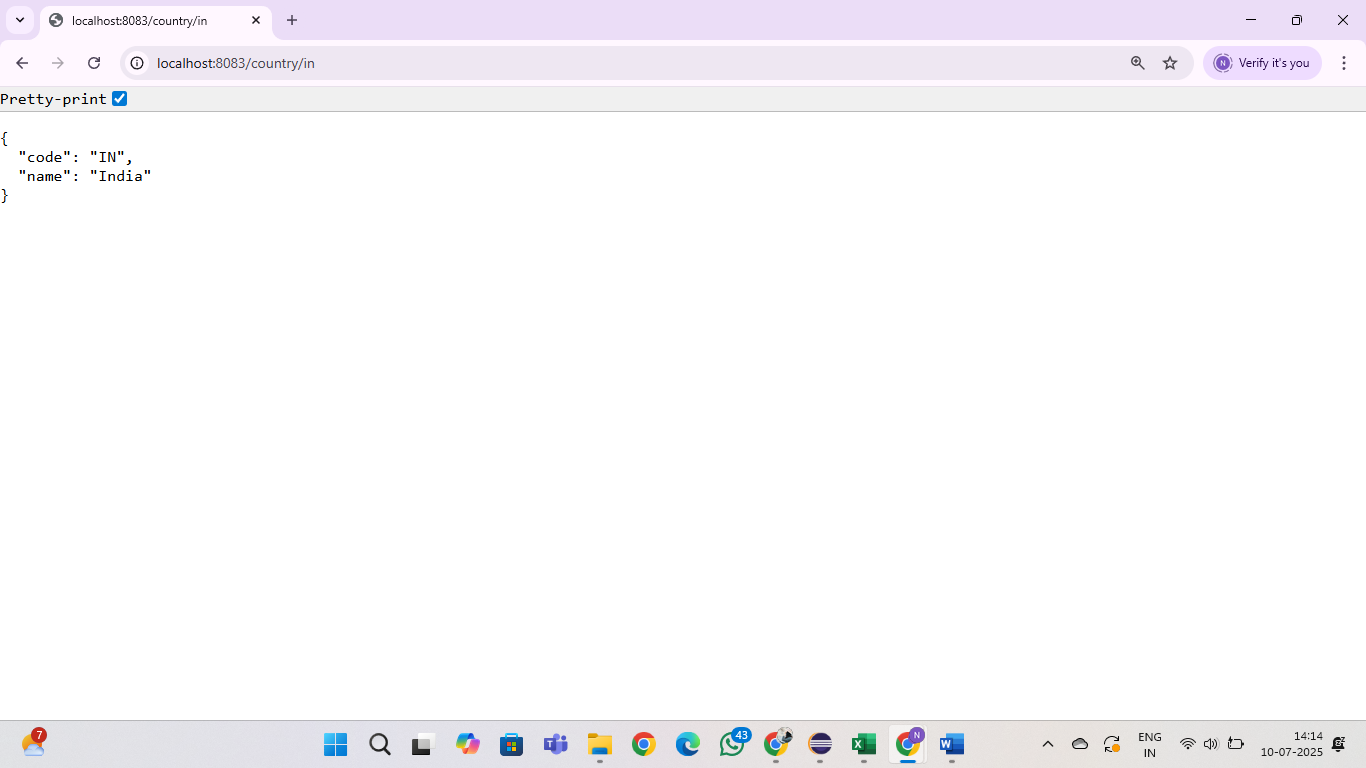 localhost:8083/country/in
localhost:8083/country/in
N
Verify it's you
Pretty-print
{
  "code": "IN",
  "name": "India"
}
7
43
N
ENG
IN
14:14
10-07-2025